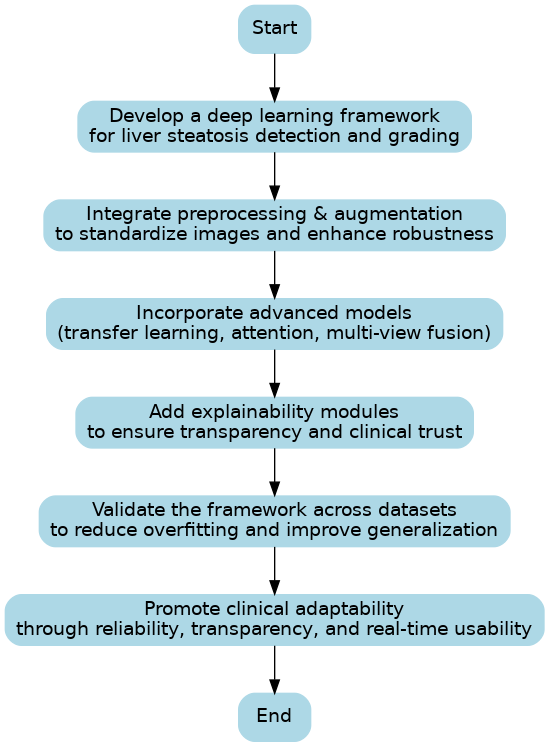 Start
Develop a deep learning framework
for liver steatosis detection and grading
Integrate preprocessing & augmentation
to standardize images and enhance robustness
Incorporate advanced models
(transfer learning, attention, multi-view fusion)
Add explainability modules
to ensure transparency and clinical trust
Validate the framework across datasets
to reduce overfitting and improve generalization
Promote clinical adaptability
through reliability, transparency, and real-time usability
End